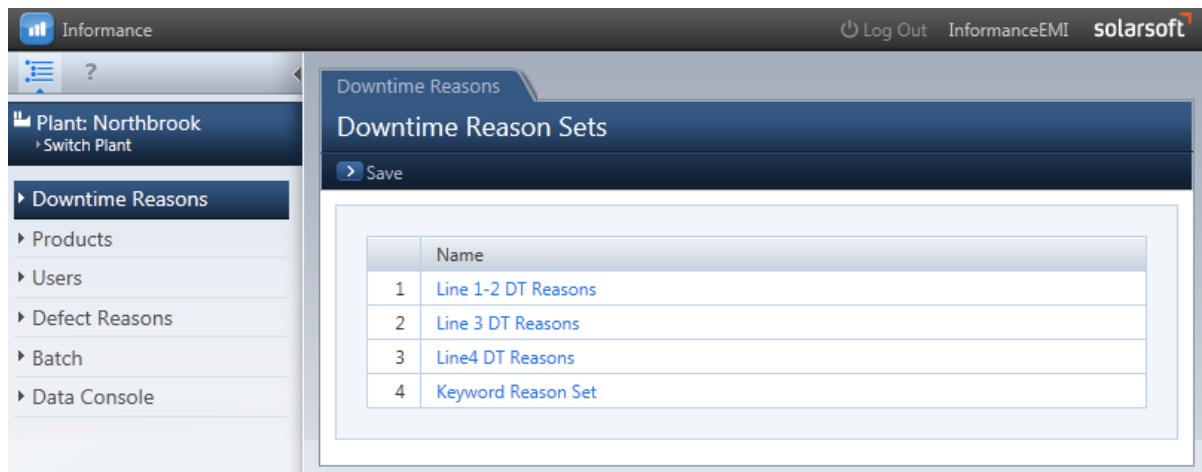 Informance
Log Out InformanceEMI solarsoft
?
Plant: Northbrook
Switch Plant
Downtime Reasons
Products
Users
Defect Reasons
Batch
Data Console
Downtime Reasons
Downtime Reason Sets
Save
Name
1 Line 1-2 DT Reasons
2 Line 3 DT Reasons
3 Line4 DT Reasons
4 Keyword Reason Set